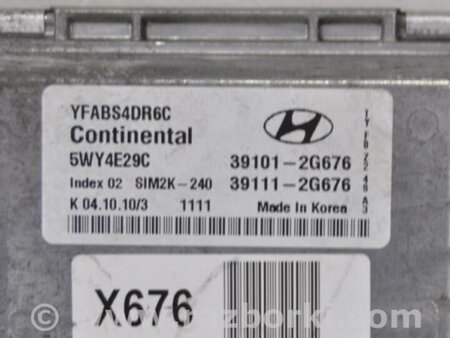 YFABS4DR6C
Continental
5WY4E29C 39101-2G676
Index 02 SIM2K-240 39111-2G676
K 04.10.10/3 1111 Made In Korea
X676